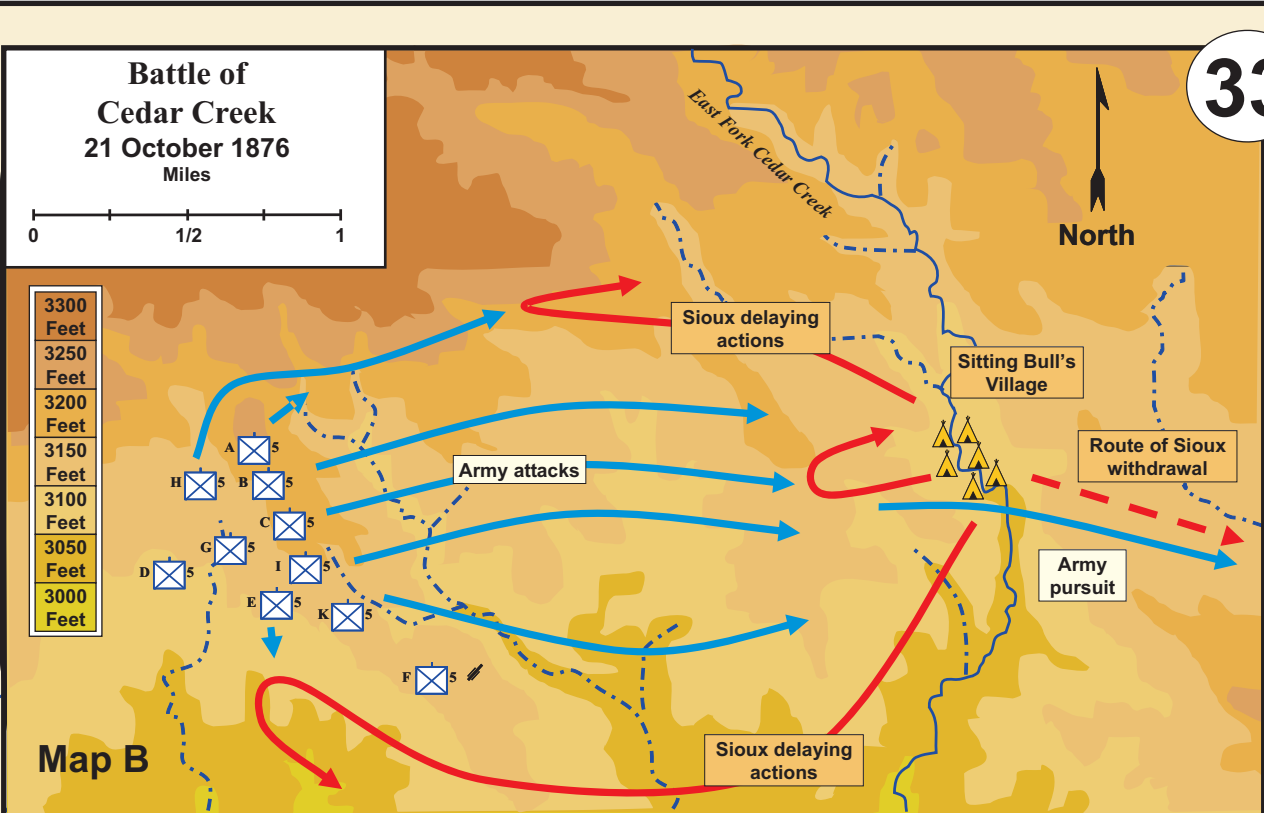 Battle of
Cedar Creek
21 October 1876
Miles
0 1/2 1
33
East Fork Cedar Creek
North
3300
Feet
3250
Feet
3200
Feet
3150
Feet
3100
Feet
3050
Feet
3000
Feet
Sioux delaying
actions
Sitting Bull's
Village
Route of Sioux
withdrawal
Army attacks
A 5
H 5
B 5
C 5
G 5
D 5
I 5
E 5
K 5
F 5
Army
pursuit
Sioux delaying
actions
Map B